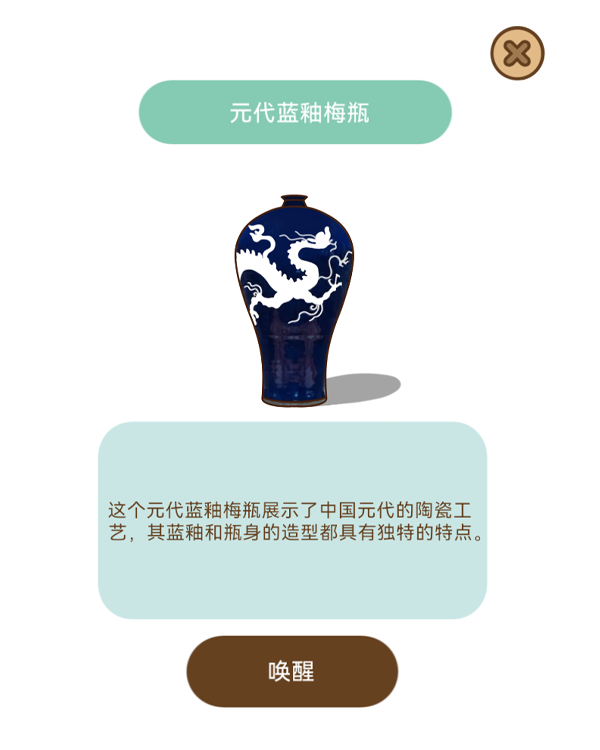 元代蓝釉梅瓶
这个元代蓝釉梅瓶展示了中国元代的陶瓷工
艺，其蓝釉和瓶身的造型都具有独特的特点。
唤醒